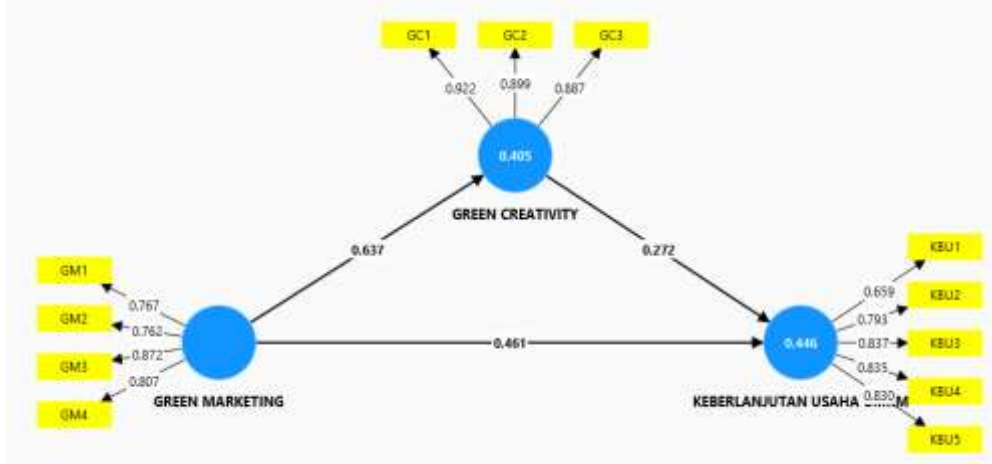 GC1 GC2 GC3
0.922 0.899 0.887
0.405
GREEN CREATIVITY
0.637 0.272
GM1
0.767
GM2
0.762
GM3
0.872
GM4
0.807
GREEN MARKETING
0.461
0.446
KEBERLANJUTAN USAHA
KBU1
0.659
KBU2
0.793
KBU3
0.837
KBU4
0.835
KBU5
0.830